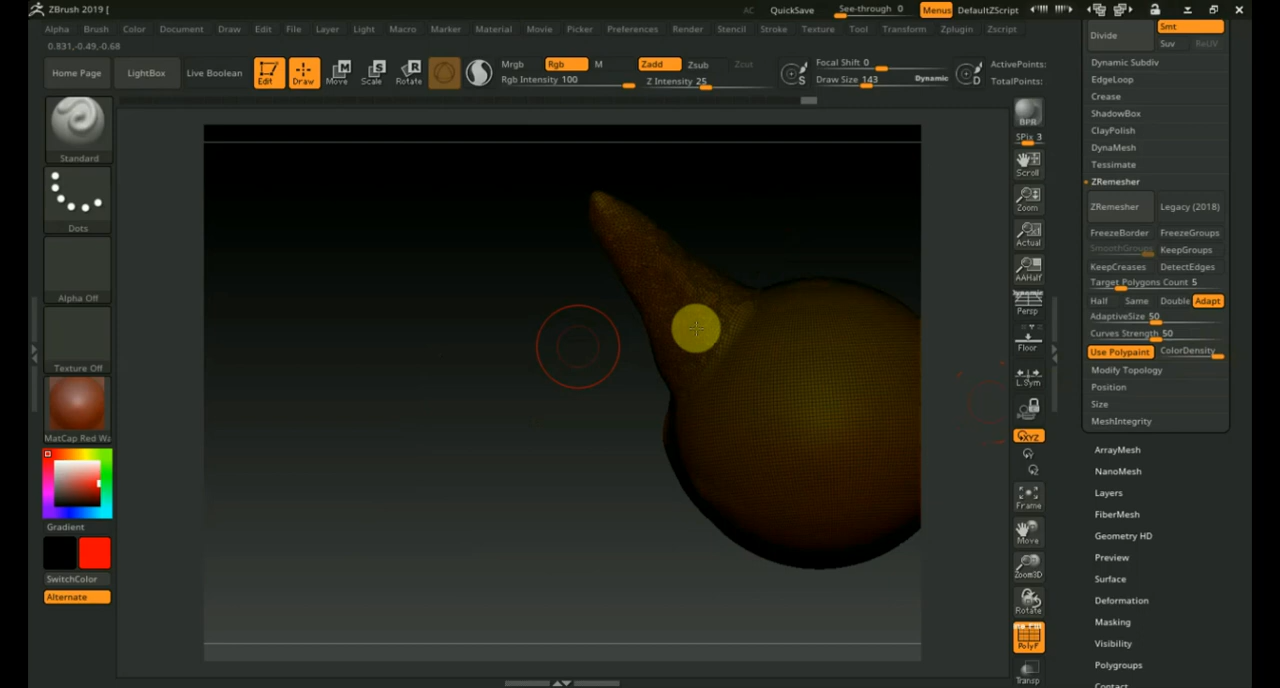 ZBrush 2019 [
AC QuickSave See-through 0 Menus DefaultZScript
Alpha Brush Color Document Draw Edit File Layer Light Macro Marker Material Movie Picker Preferences Render Stencil Stroke Texture Tool Transform Zplugin Zscript
0.831,-0.49,-0.68
Home Page LightBox Live Boolean Edit Draw Move Scale Rotate
Mrgb Rgb M Zadd Zsub Zcut Focal Shift 0 ActivePoints:
Rgb Intensity 100 Z Intensity 25 Draw Size 143 Dynamic TotalPoints:
S
D
Standard
Dots
Alpha Off
Texture Off
MatCap Red Wa
Gradient
SwitchColor
Alternate
BPR
SPix 3
Scroll
Zoom
Actual
AAHalf
Dynamic
Persp
Floor
L.Sym
XYZ
Frame
Move
Zoom3D
Rotate
PolyF
Transp
Divide
Smt
Suv ReUV
Dynamic Subdiv
EdgeLoop
Crease
ShadowBox
ClayPolish
DynaMesh
Tessimate
ZRemesher
ZRemesher Legacy (2018)
FreezeBorder FreezeGroups
SmoothGroups KeepGroups
KeepCreases DetectEdges
Target Polygons Count 5
Half Same Double Adapt
AdaptiveSize 50
Curves Strength 50
Use Polypaint ColorDensity
Modify Topology
Position
Size
MeshIntegrity
ArrayMesh
NanoMesh
Layers
FiberMesh
Geometry HD
Preview
Surface
Deformation
Masking
Visibility
Polygroups
Contact